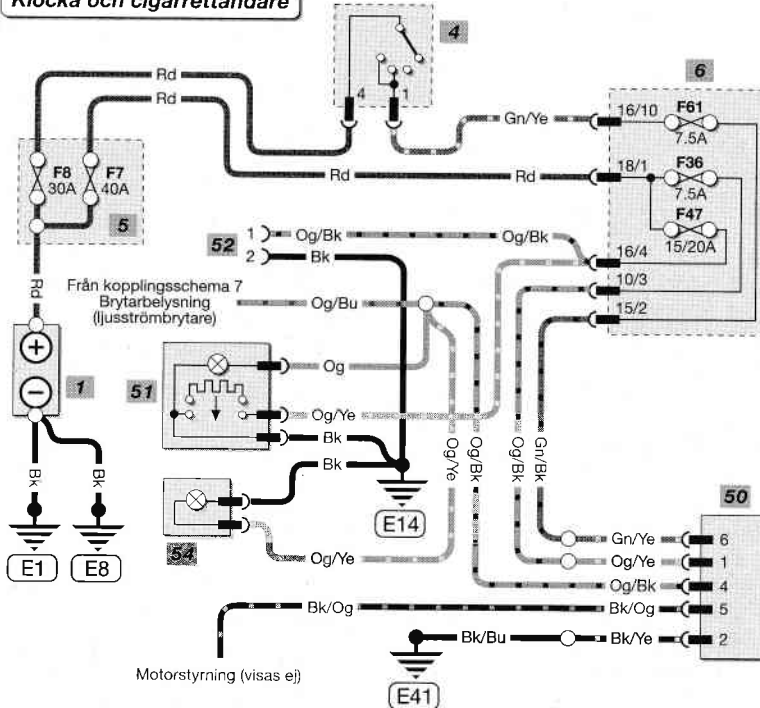 Klocka och cigarrettändare
4
6
Rd
Rd
4
1
Gn/Ye
16/10
F61
7.5A
F8
30A
F7
40A
5
Rd
Rd
18/1
F36
7.5A
F47
15/20A
52
1
2
Og/Bk
Og/Bk
Bk
16/4
10/3
15/2
Rd
Från kopplingsschema 7
Brytarbelysning
(ljusströmbrytare)
Og/Bu
+
−
1
51
Og
Og/Ye
Bk
Bk
Og/Ye
Og/Bk
Og/Bk
Gn/Bk
Bk
Bk
E1
E8
E14
54
Og/Ye
50
Gn/Ye
6
Og/Ye
1
Og/Bk
4
Bk/Og
Bk/Og
5
Bk/Bu
Bk/Ye
2
Motorstyrning (visas ej)
E41